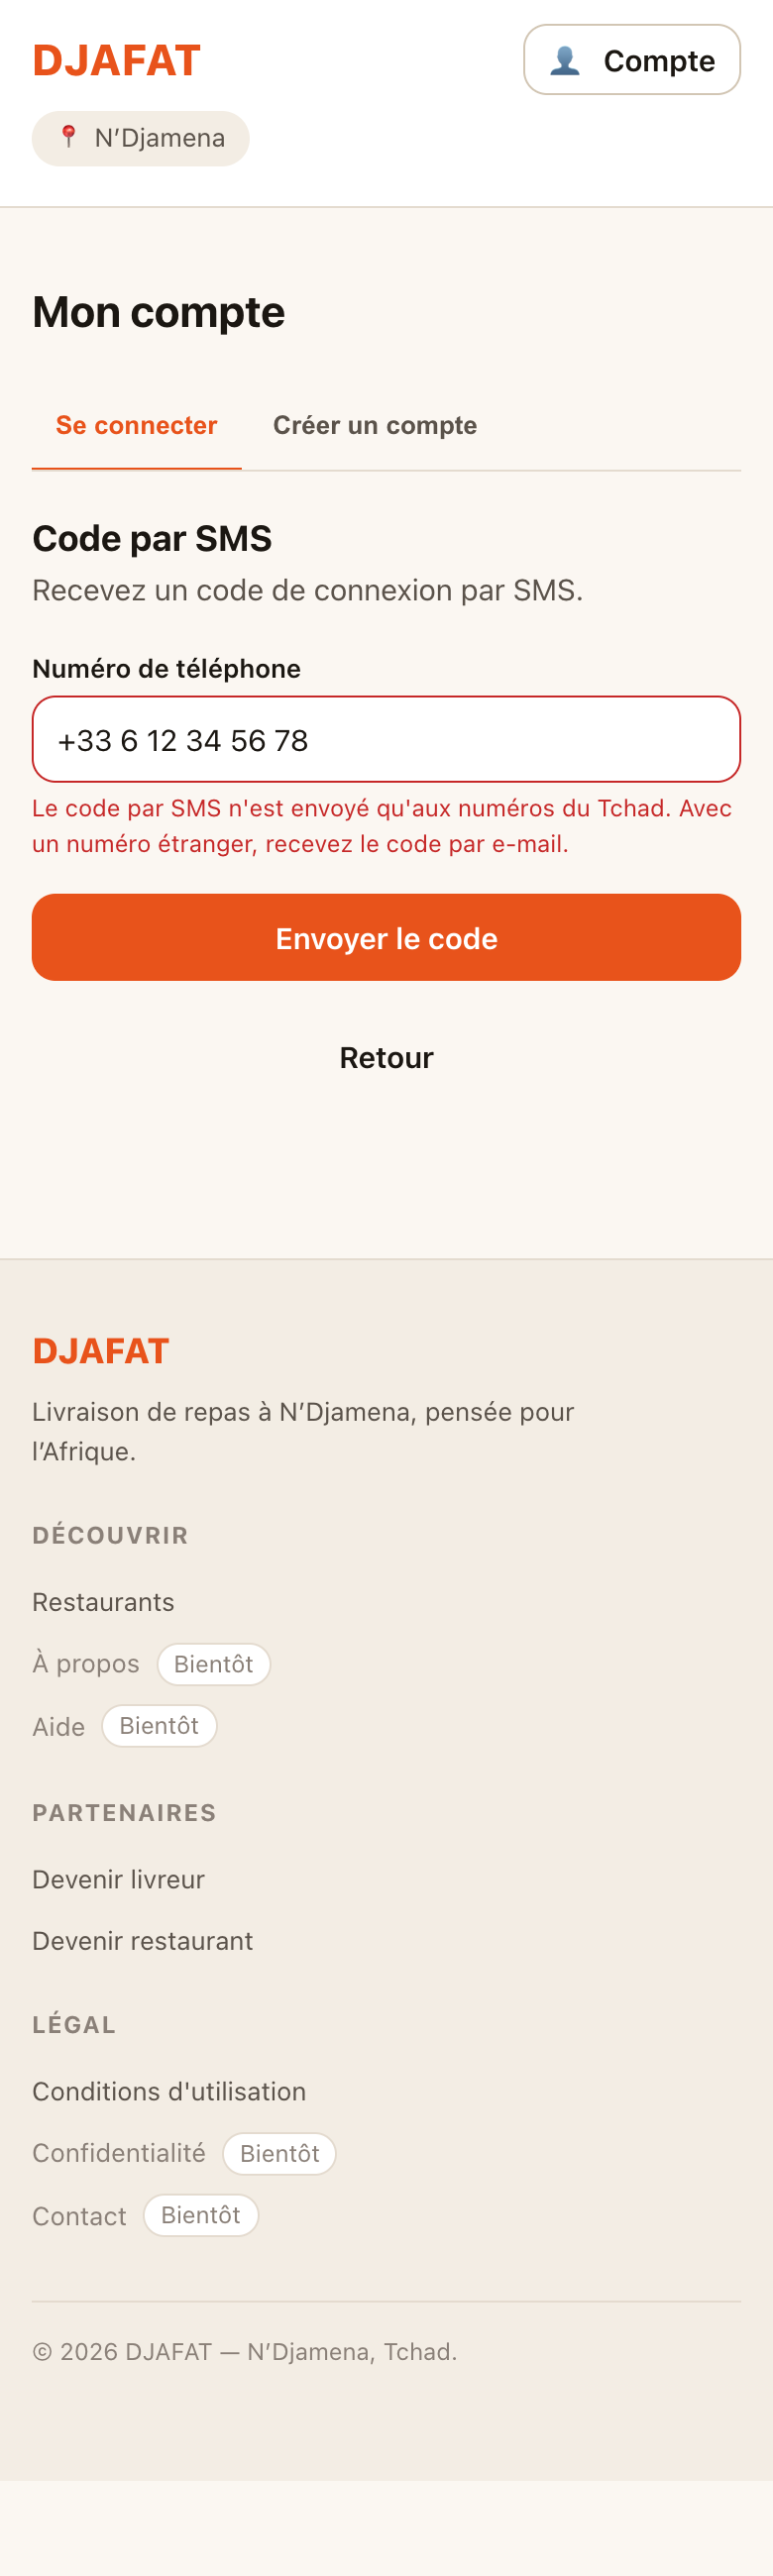 DJAFAT
Compte
N’Djamena
Mon compte
Se connecter
Créer un compte
Code par SMS
Recevez un code de connexion par SMS.
Numéro de téléphone
+33 6 12 34 56 78
Le code par SMS n'est envoyé qu'aux numéros du Tchad. Avec
un numéro étranger, recevez le code par e-mail.
Envoyer le code
Retour
DJAFAT
Livraison de repas à N’Djamena, pensée pour
l’Afrique.
DÉCOUVRIR
Restaurants
À propos Bientôt
Aide Bientôt
PARTENAIRES
Devenir livreur
Devenir restaurant
LÉGAL
Conditions d'utilisation
Confidentialité Bientôt
Contact Bientôt
© 2026 DJAFAT — N’Djamena, Tchad.